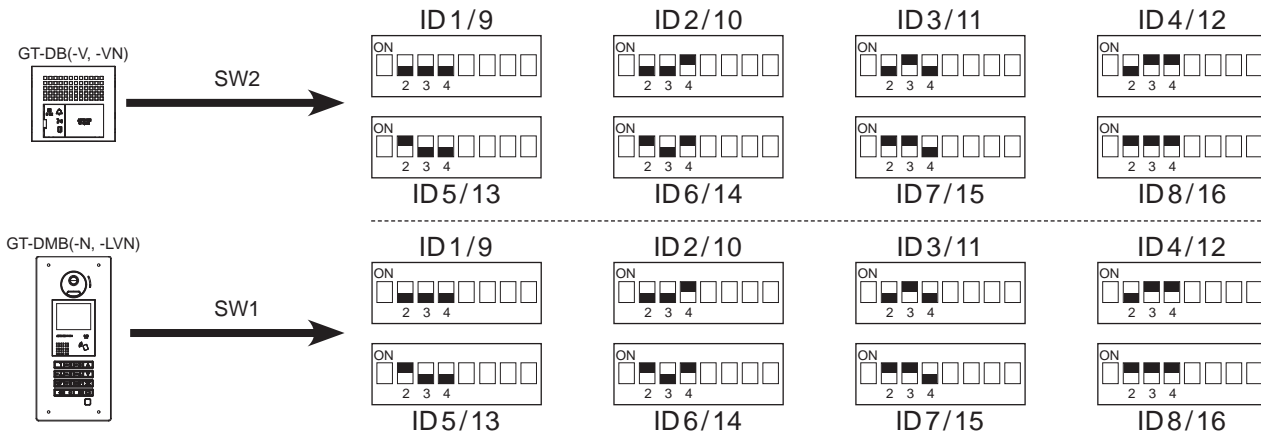 ID1/9 ID2/10 ID3/11 ID4/12
GT-DB(-V, -VN)
SW2
ON ON ON ON
2 3 4 2 3 4 2 3 4 2 3 4
ON ON ON ON
2 3 4 2 3 4 2 3 4 2 3 4
ID5/13 ID6/14 ID7/15 ID8/16
GT-DMB(-N, -LVN)
ID1/9 ID2/10 ID3/11 ID4/12
SW1
ON ON ON ON
2 3 4 2 3 4 2 3 4 2 3 4
ON ON ON ON
2 3 4 2 3 4 2 3 4 2 3 4
ID5/13 ID6/14 ID7/15 ID8/16